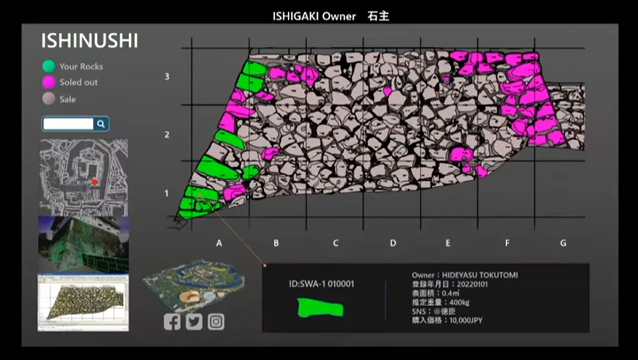 ISHIGAKI Owner 石主
ISHINUSHI
Your Rocks
Soled out
Sale
3
2
1
A B C D E F G
ID:SWA-1 010001
Owner：HIDEYASU TOKUTOMI
登録年月日：20220101
表面積：0.4㎡
推定重量：400kg
SNS：@徳臣
購入価格：10,000JPY